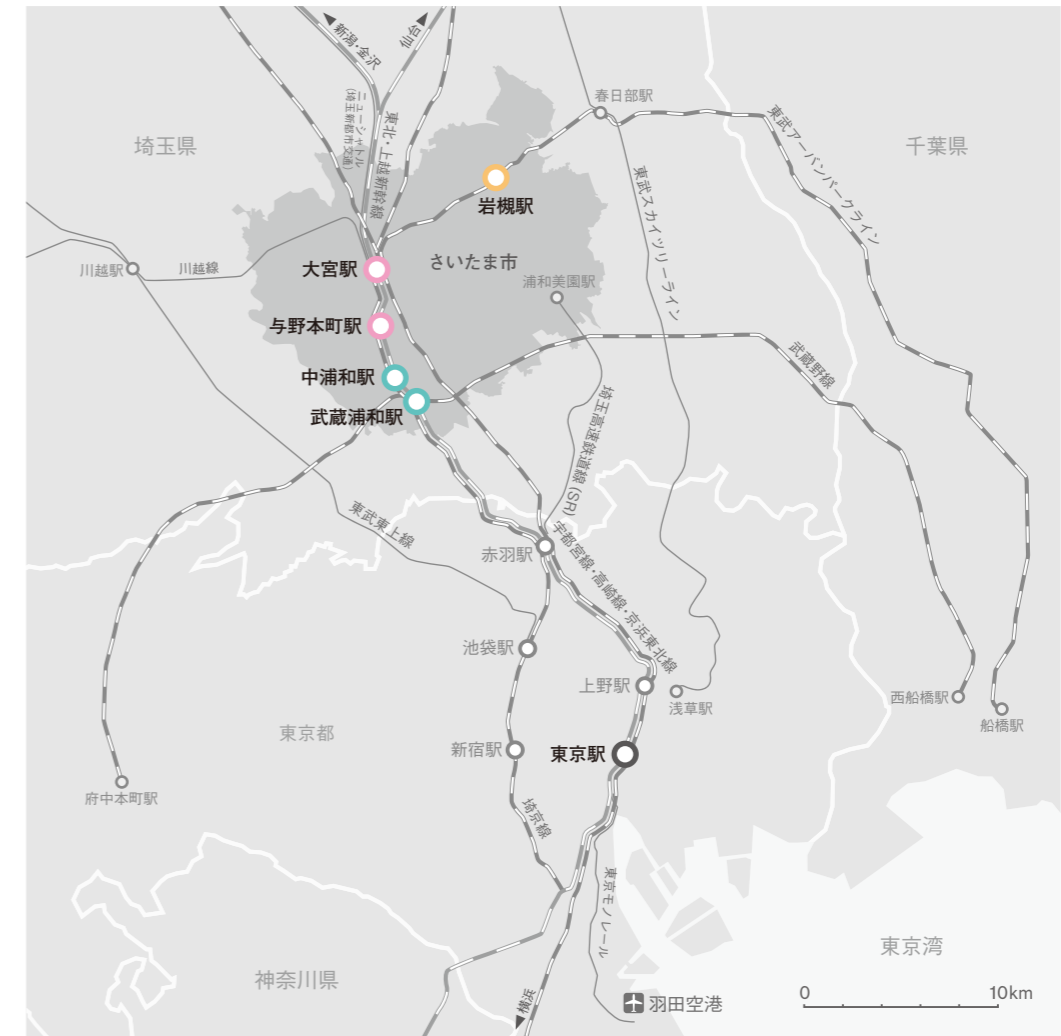 新潟・金沢
仙台
ニューシャトル
(埼玉新都市交通)
東北・上越新幹線
春日部駅
埼玉県
千葉県
東武アーバンパークライン
岩槻駅
東武スカイツリーライン
川越駅
川越線
大宮駅
さいたま市
浦和美園駅
与野本町駅
中浦和駅
武蔵浦和駅
武蔵野線
埼玉高速鉄道線(SR)
東武東上線
赤羽駅
宇都宮線・高崎線・京浜東北線
池袋駅
上野駅
浅草駅
西船橋駅
船橋駅
東京都
新宿駅
東京駅
府中本町駅
埼京線
東京モノレール
東京湾
神奈川県
横浜
羽田空港
0
10km